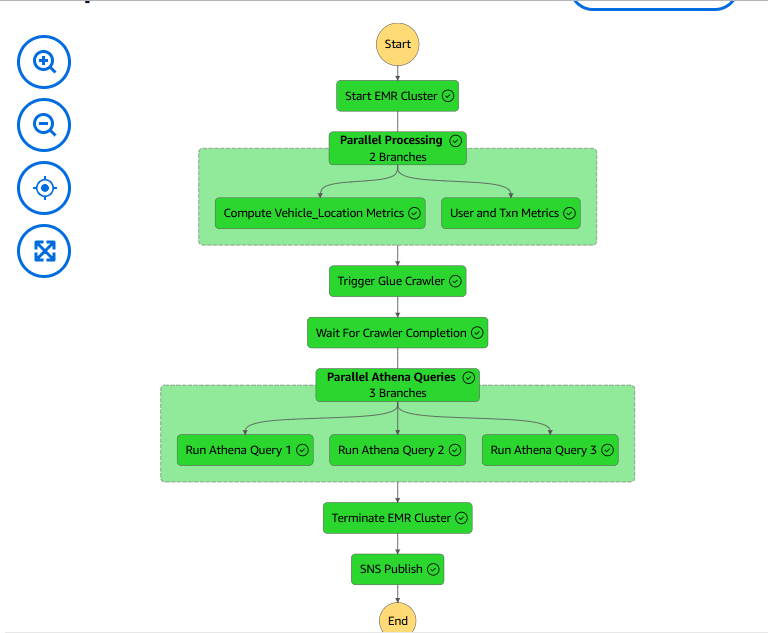 Start
Start EMR Cluster
Parallel Processing
2 Branches
Compute Vehicle_Location Metrics
User and Txn Metrics
Trigger Glue Crawler
Wait For Crawler Completion
Parallel Athena Queries
3 Branches
Run Athena Query 1
Run Athena Query 2
Run Athena Query 3
Terminate EMR Cluster
SNS Publish
End